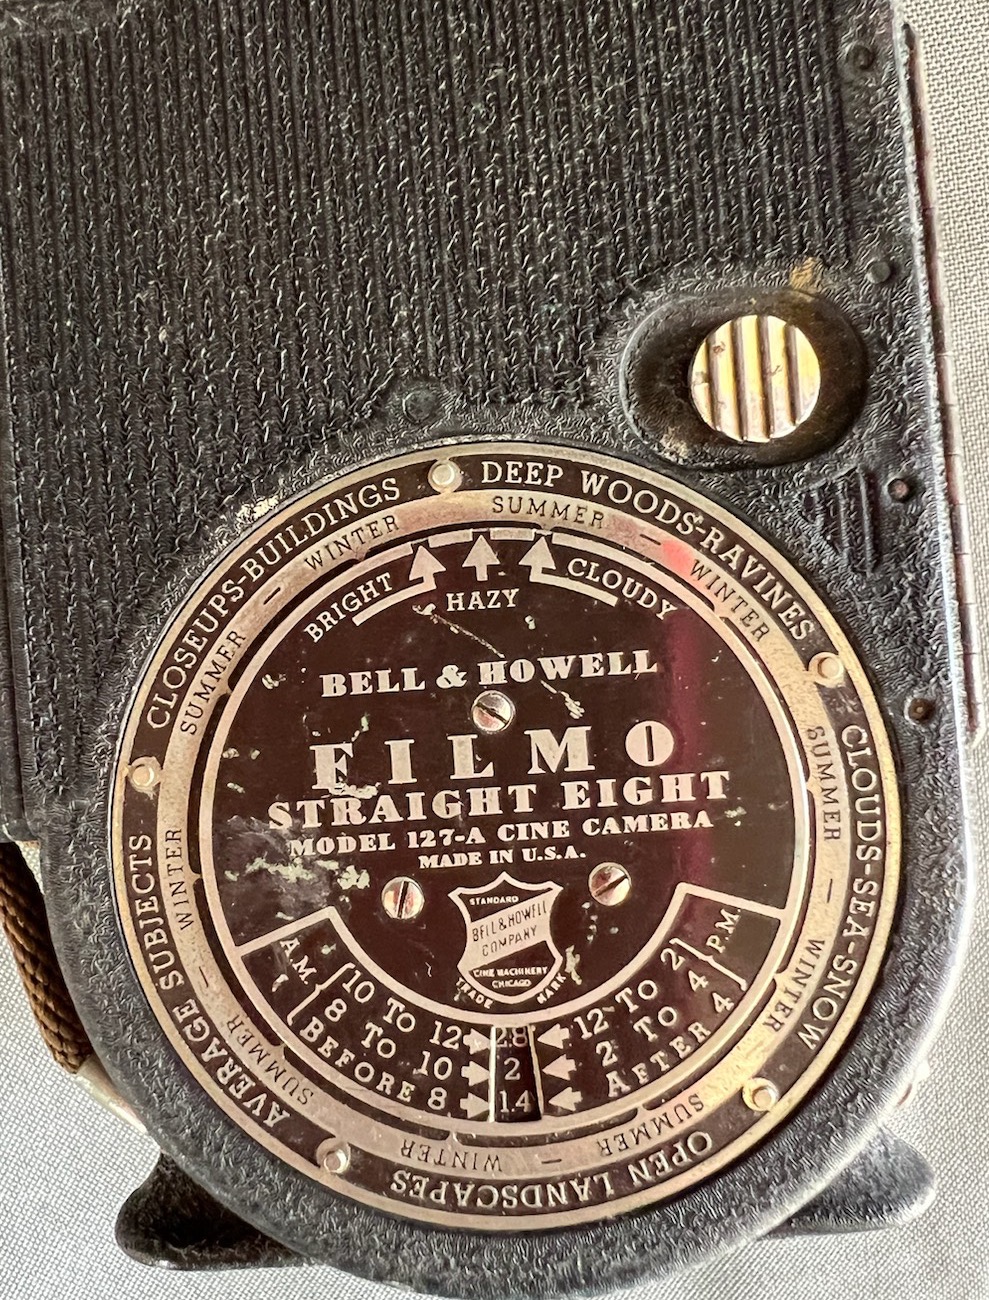 CLOSEUPS-BUILDINGS
WINTER - SUMMER
DEEP WOODS-RAVINES
SUMMER - WINTER
CLOUDS-SEA-SNOW
SUMMER - WINTER
OPEN LANDSCAPES
SUMMER - WINTER
AVERAGE SUBJECTS
SUMMER - WINTER
BRIGHT
HAZY
CLOUDY
BELL & HOWELL
FILMO
STRAIGHT EIGHT
MODEL 127-A CINE CAMERA
MADE IN U.S.A.
STANDARD
BELL & HOWELL
COMPANY
CINE MACHINERY
CHICAGO
TRADE MARK
A.M.
10 TO 12
8 TO 10
BEFORE 8
2.8
2
1.4
12 TO 2
2 TO 4
AFTER 4
P.M.